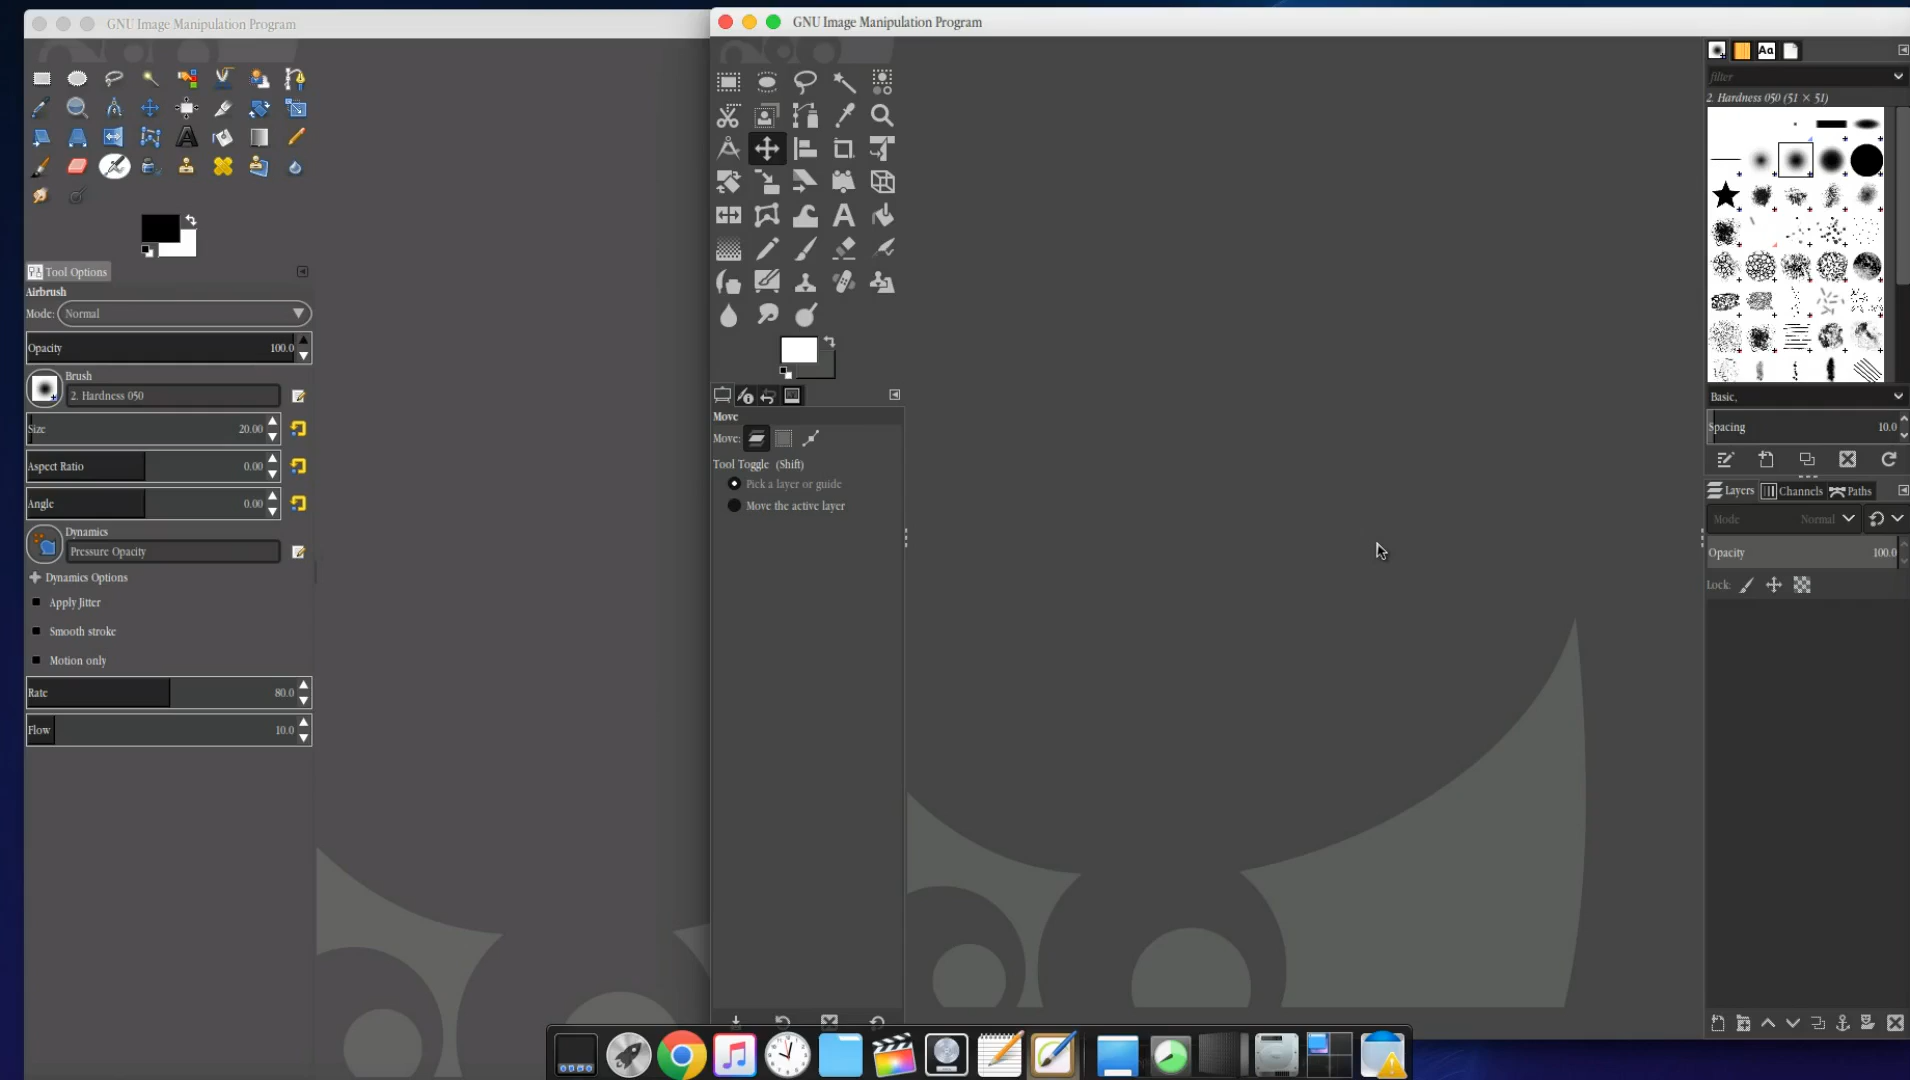 GNU Image Manipulation Program
Tool Options
Airbrush
Mode: Normal
Opacity 100.0
Brush
2. Hardness 050
Size 20.00
Aspect Ratio 0.00
Angle 0.00
Dynamics
Pressure Opacity
Dynamics Options
Apply Jitter
Smooth stroke
Motion only
Rate 80.0
Flow 10.0
GNU Image Manipulation Program
Move
Move:
Tool Toggle (Shift)
Pick a layer or guide
Move the active layer
Aa
filter
2. Hardness 050 (51 × 51)
Basic,
Spacing 10.0
Layers Channels Paths
Mode Normal
Opacity 100.0
Lock: